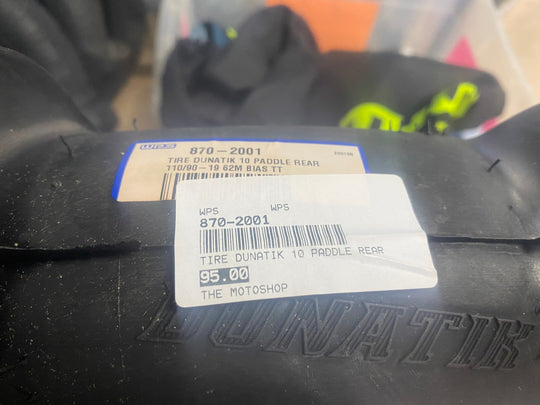 WPS
870-2001
TIRE DUNATIK 10 PADDLE REAR
110/90-19 62M BIAS TT
WPS WPS
870-2001
TIRE DUNATIK 10 PADDLE REAR
95.00
THE MOTOSHOP
DUNATIK